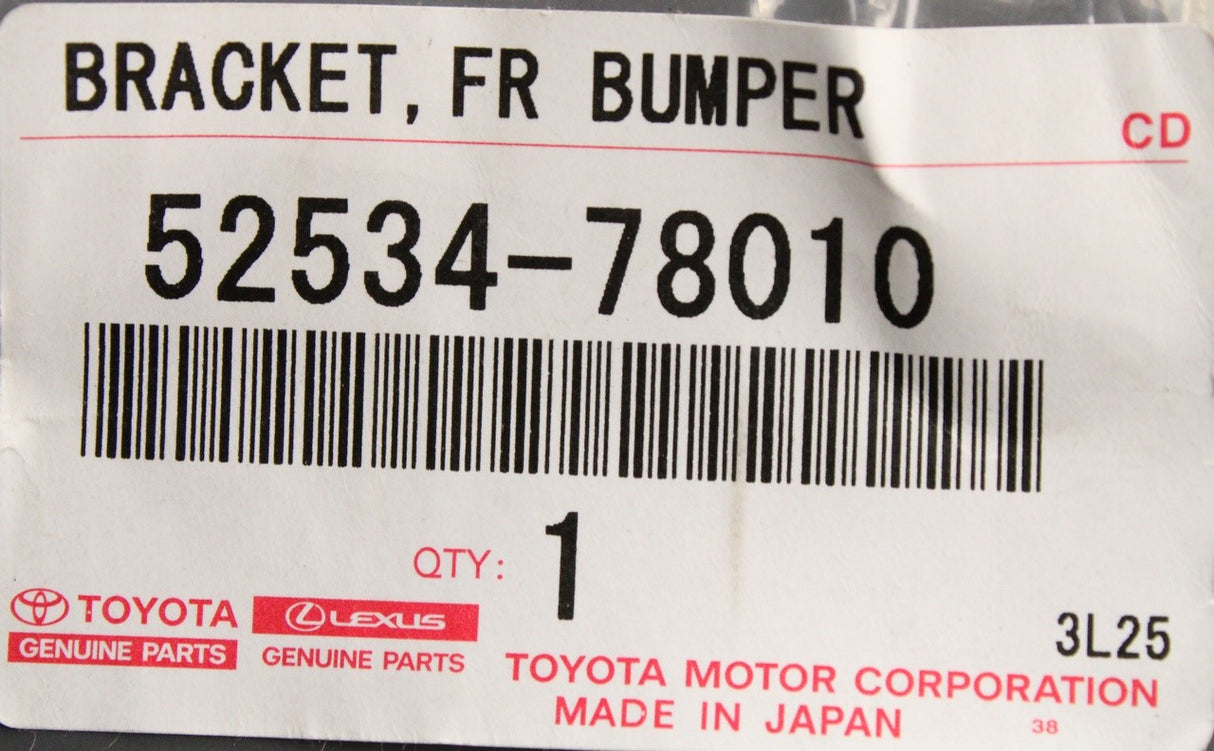 BRACKET, FR BUMPER
CD
52534-78010
QTY: 1
TOYOTA
GENUINE PARTS
LEXUS
GENUINE PARTS
3L25
TOYOTA MOTOR CORPORATION
MADE IN JAPAN
38